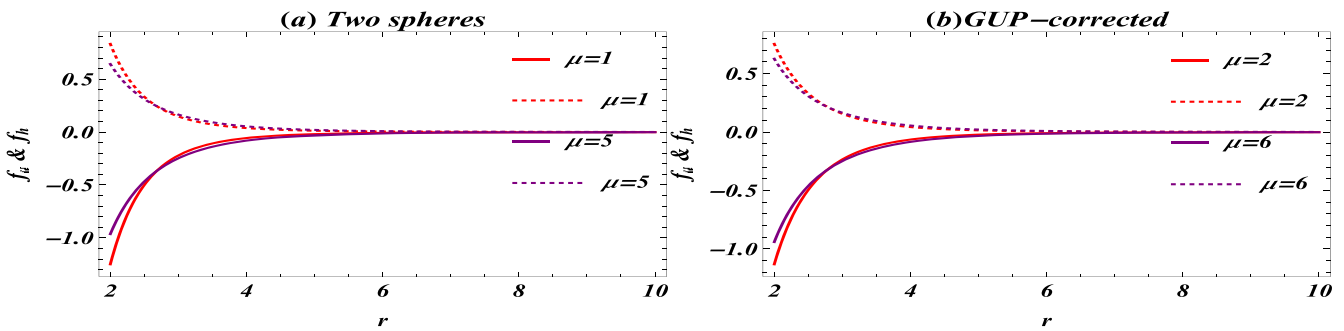 (a) Two spheres
f_u & f_h
0.5
0.0
−0.5
−1.0
μ=1
μ=1
μ=5
μ=5
2
4
6
8
10
r
(b)GUP−corrected
f_u & f_h
0.5
0.0
−0.5
−1.0
μ=2
μ=2
μ=6
μ=6
2
4
6
8
10
r